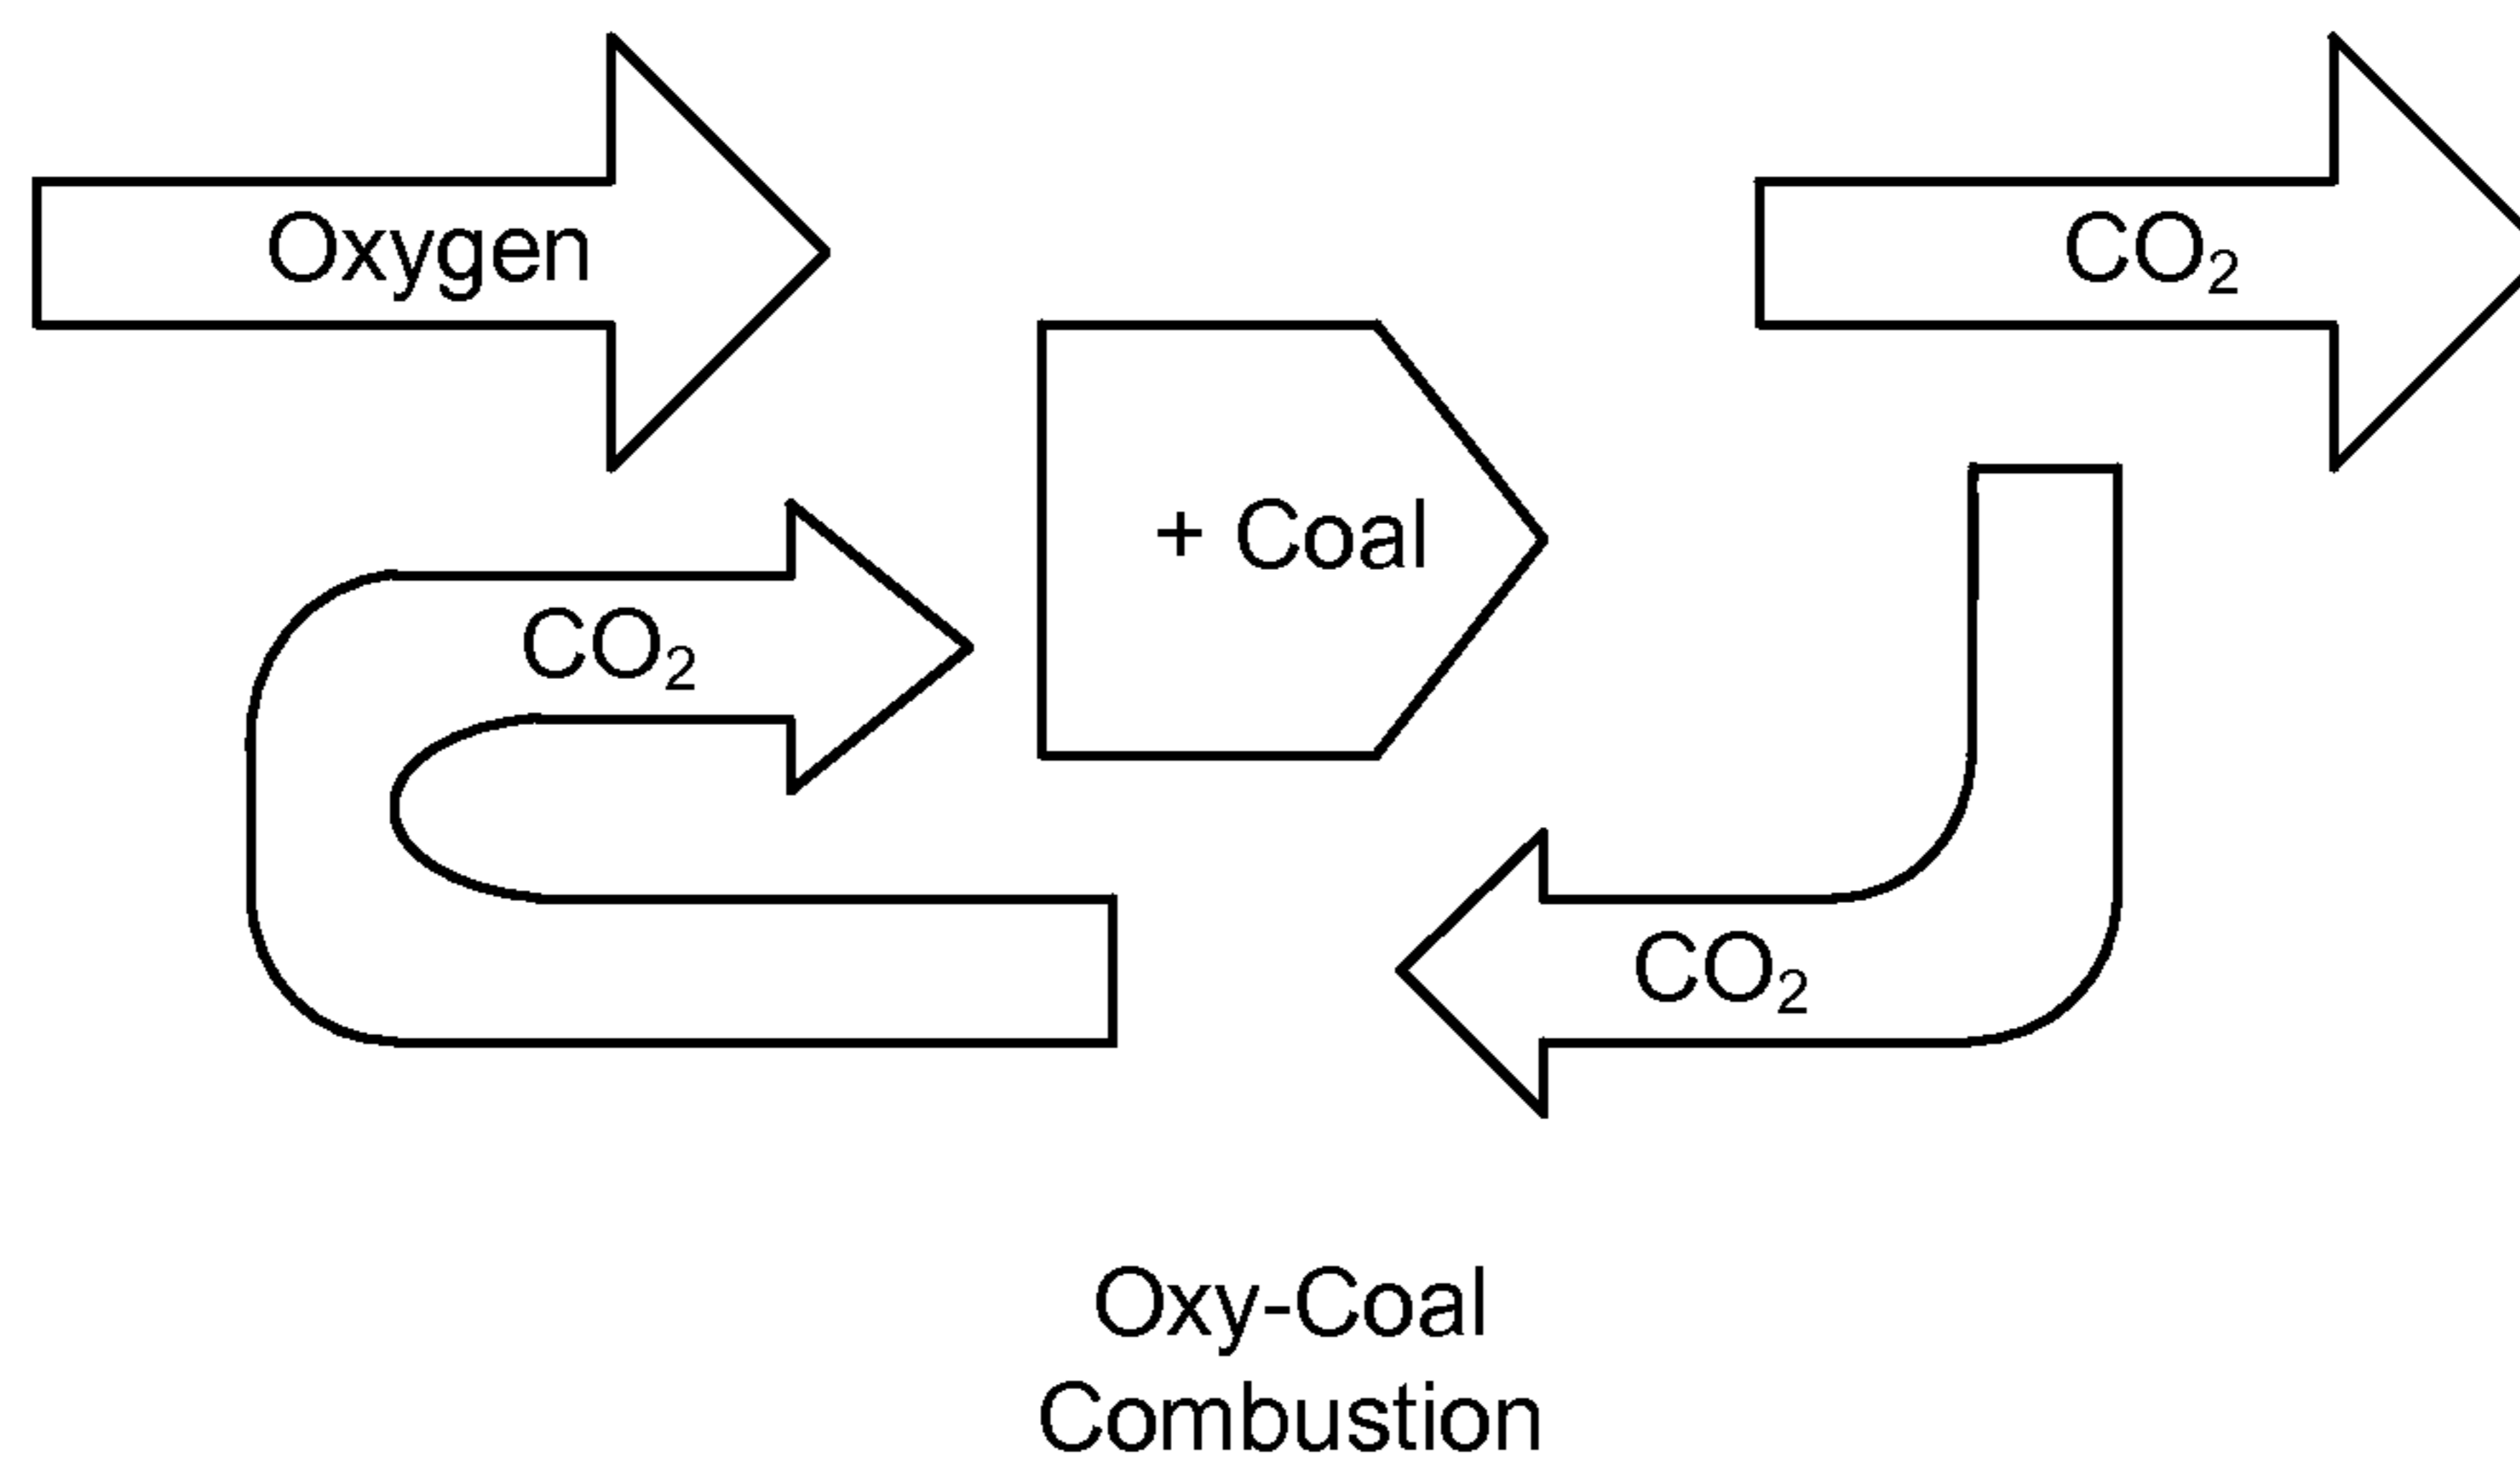 Oxygen
CO₂
+ Coal
CO₂
CO₂
Oxy-Coal
Combustion